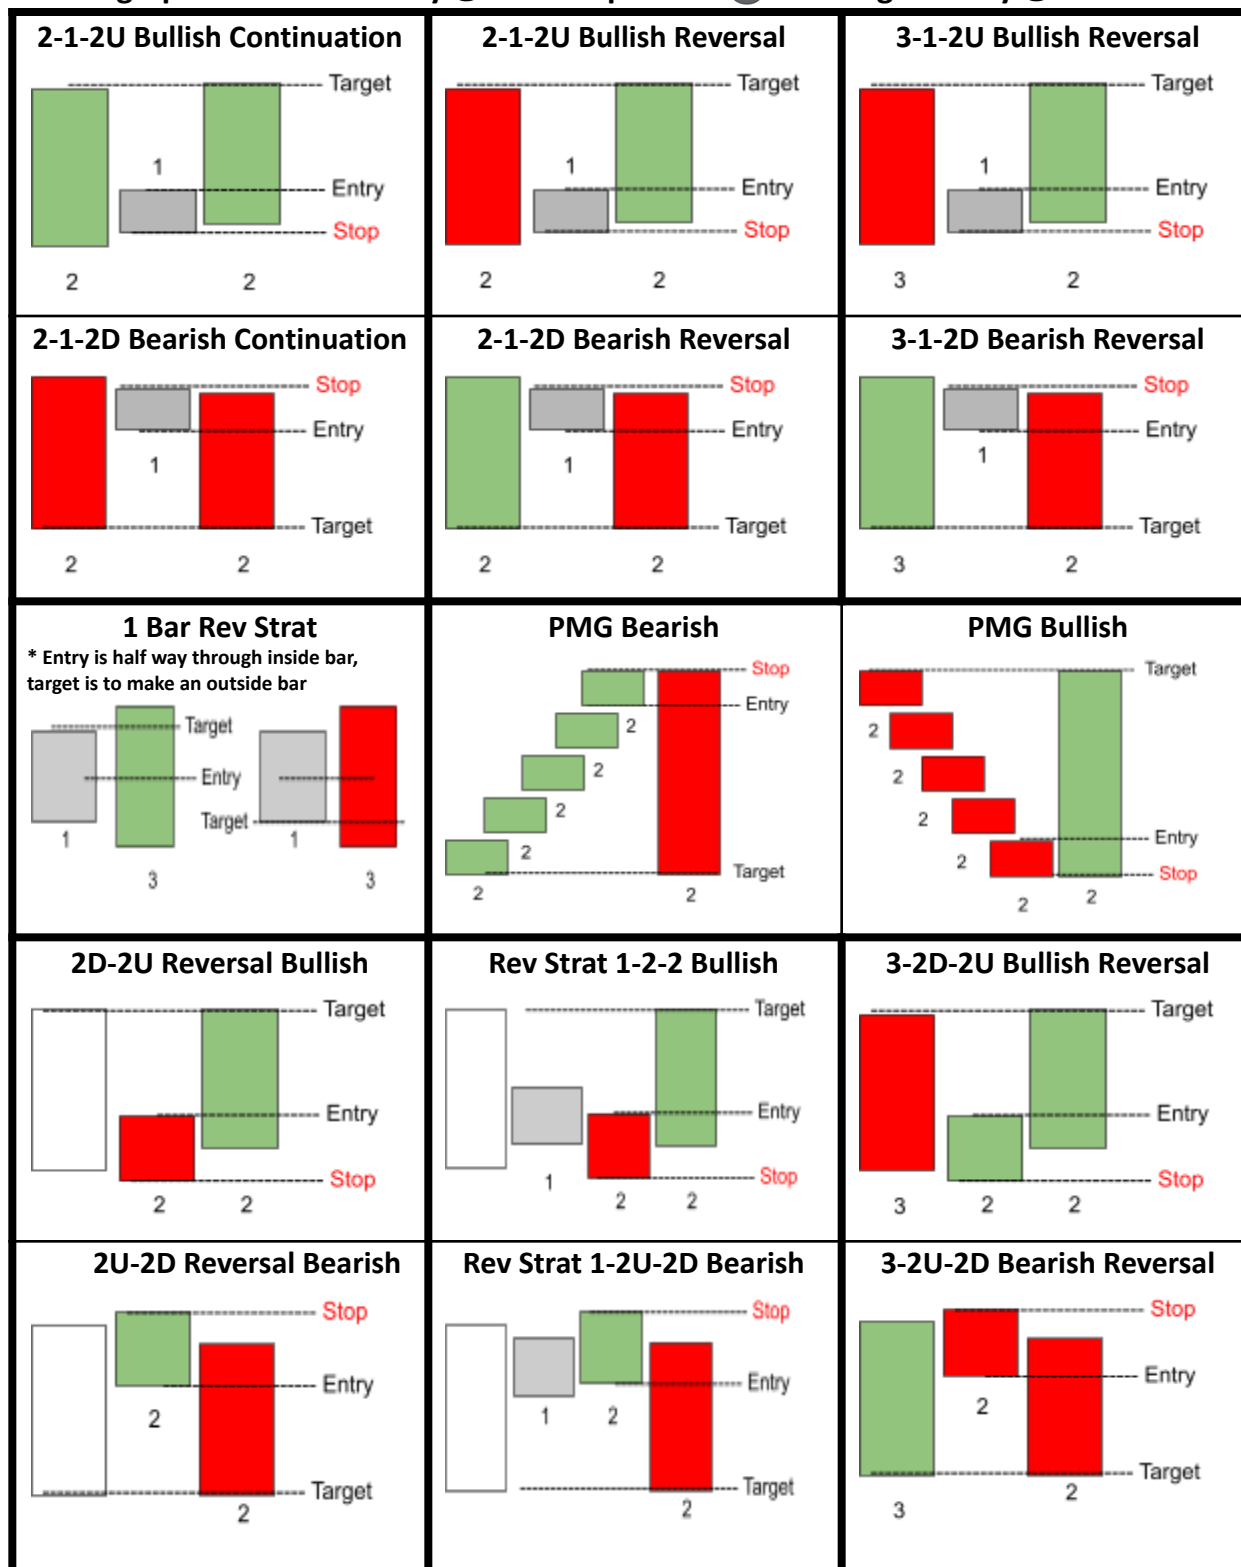 2-1-2U Bullish Continuation
Target
1
Entry
Stop
2
2
2-1-2U Bullish Reversal
Target
1
Entry
Stop
2
2
3-1-2U Bullish Reversal
Target
1
Entry
Stop
3
2
2-1-2D Bearish Continuation
Stop
Entry
1
Target
2
2
2-1-2D Bearish Reversal
Stop
Entry
1
Target
2
2
3-1-2D Bearish Reversal
Stop
Entry
1
Target
3
2
1 Bar Rev Strat
* Entry is half way through inside bar,
target is to make an outside bar
Target
Entry
Target
1
3
1
3
PMG Bearish
Stop
Entry
2
2
2
2
Target
2
2
PMG Bullish
Target
2
2
2
Entry
2
Stop
2
2
2D-2U Reversal Bullish
Target
Entry
Stop
2
2
Rev Strat 1-2-2 Bullish
Target
Entry
Stop
1
2
2
3-2D-2U Bullish Reversal
Target
Entry
Stop
3
2
2
2U-2D Reversal Bearish
Stop
Entry
2
Target
2
Rev Strat 1-2U-2D Bearish
Stop
Entry
1
2
Target
2
3-2U-2D Bearish Reversal
Stop
Entry
2
Target
2
3